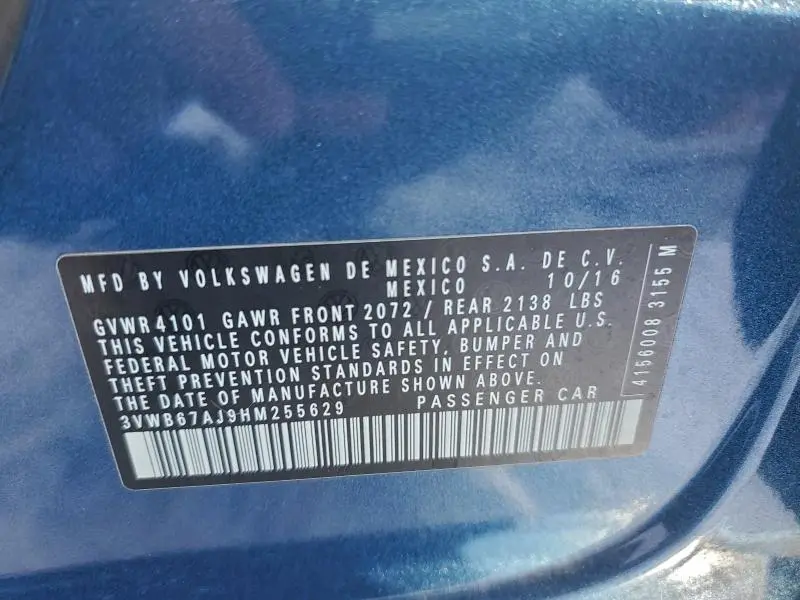 MFD BY VOLKSWAGEN DE MEXICO S.A. DE C.V.
MEXICO 10/16
GVWR4101 GAWR FRONT 2072 / REAR 2138 LBS
THIS VEHICLE CONFORMS TO ALL APPLICABLE U.S.
FEDERAL MOTOR VEHICLE SAFETY, BUMPER AND
THEFT PREVENTION STANDARDS IN EFFECT ON
THE DATE OF MANUFACTURE SHOWN ABOVE.
3VWB67AJ9HM255629 PASSENGER CAR
4156008 3155 M